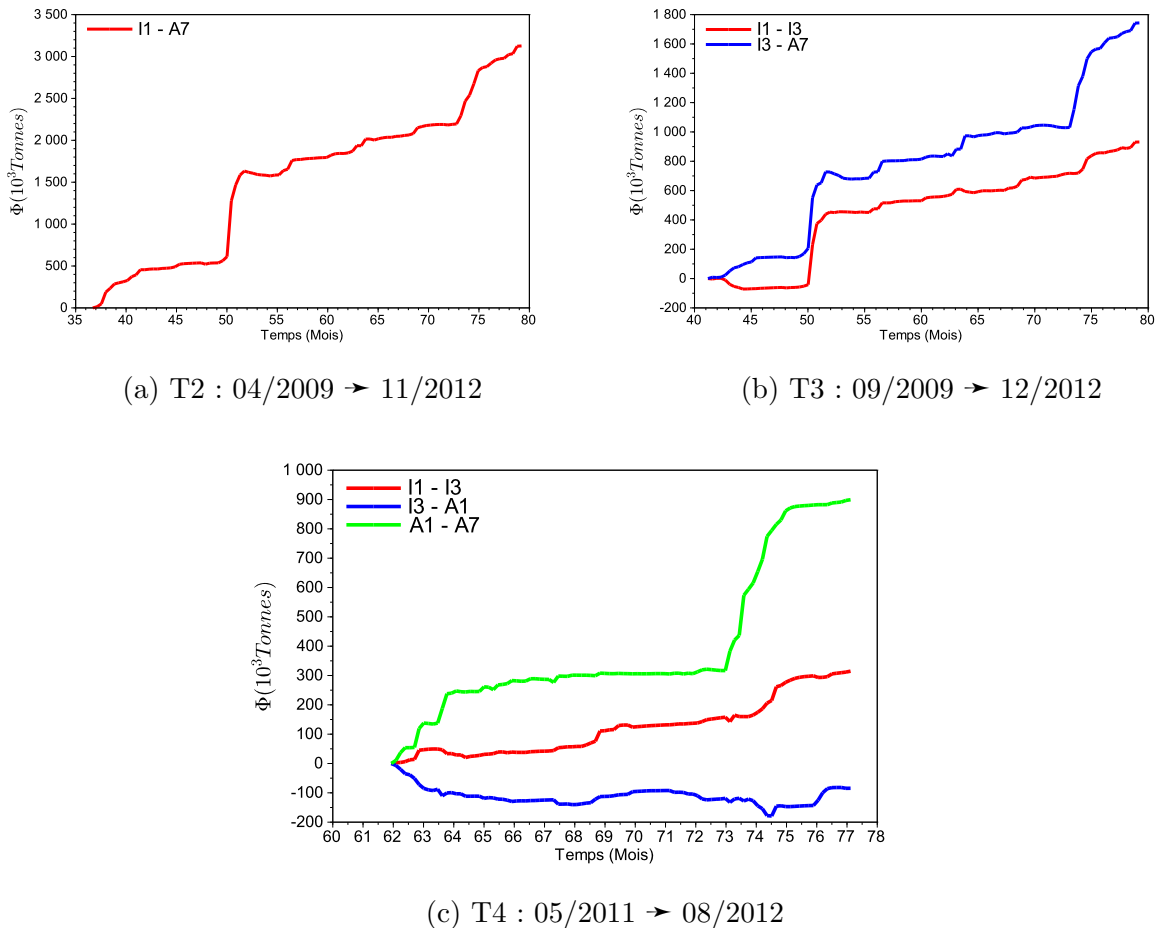 I1 - A7
3 500
3 000
2 500
2 000
1 500
1 000
500
0
Φ(10³Tonnes)
35 40 45 50 55 60 65 70 75 80
Temps (Mois)
(a) T2 : 04/2009 ➛ 11/2012
I1 - I3
I3 - A7
1 800
1 600
1 400
1 200
1 000
800
600
400
200
0
-200
Φ(10³Tonnes)
40 45 50 55 60 65 70 75 80
Temps (Mois)
(b) T3 : 09/2009 ➛ 12/2012
I1 - I3
I3 - A1
A1 - A7
1 000
900
800
700
600
500
400
300
200
100
0
-100
-200
Φ(10³Tonnes)
60 61 62 63 64 65 66 67 68 69 70 71 72 73 74 75 76 77 78
Temps (Mois)
(c) T4 : 05/2011 ➛ 08/2012